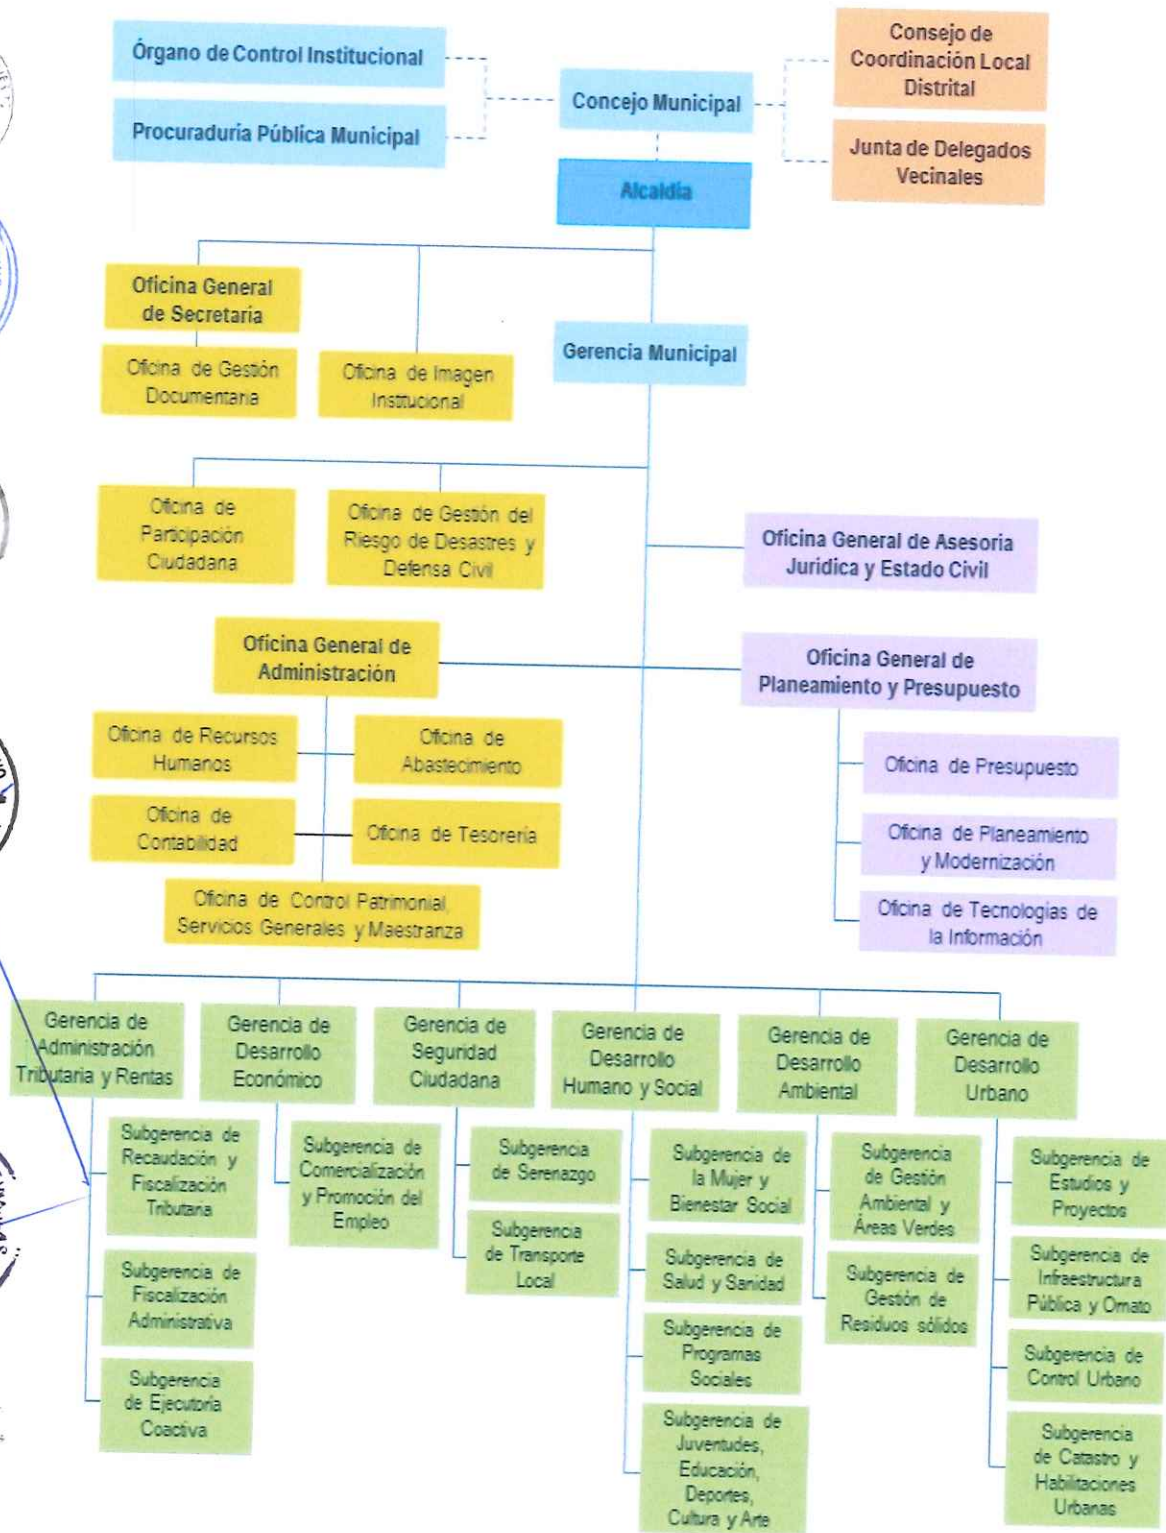 Órgano de Control Institucional
Procuraduría Pública Municipal
Concejo Municipal
Consejo de
Coordinación Local
Distrital
Junta de Delegados
Vecinales
Alcaldía
Oficina General
de Secretaría
Oficina de Gestión
Documentaria
Oficina de Imagen
Institucional
Gerencia Municipal
Oficina de
Participación
Ciudadana
Oficina de Gestión del
Riesgo de Desastres y
Defensa Civil
Oficina General de Asesoría
Jurídica y Estado Civil
Oficina General de
Administración
Oficina General de
Planeamiento y Presupuesto
Oficina de Recursos
Humanos
Oficina de
Abastecimiento
Oficina de
Contabilidad
Oficina de Tesorería
Oficina de Control Patrimonial,
Servicios Generales y Maestranza
Oficina de Presupuesto
Oficina de Planeamiento
y Modernización
Oficina de Tecnologías de
la Información
Gerencia de
Administración
Tributaria y Rentas
Subgerencia de
Recaudación y
Fiscalización
Tributaria
Subgerencia de
Fiscalización
Administrativa
Subgerencia
de Ejecutoría
Coactiva
Gerencia de
Desarrollo
Económico
Subgerencia de
Comercialización
y Promoción del
Empleo
Gerencia de
Seguridad
Ciudadana
Subgerencia
de Serenazgo
Subgerencia
de Transporte
Local
Gerencia de
Desarrollo
Humano y Social
Subgerencia de
la Mujer y
Bienestar Social
Subgerencia de
Salud y Sanidad
Subgerencia de
Programas
Sociales
Subgerencia de
Juventudes,
Educación,
Deportes,
Cultura y Arte
Gerencia de
Desarrollo
Ambiental
Subgerencia
de Gestión
Ambiental y
Áreas Verdes
Subgerencia de
Gestión de
Residuos sólidos
Gerencia de
Desarrollo
Urbano
Subgerencia de
Estudios y
Proyectos
Subgerencia de
Infraestructura
Pública y Ornato
Subgerencia de
Control Urbano
Subgerencia
de Catastro y
Habilitaciones
Urbanas